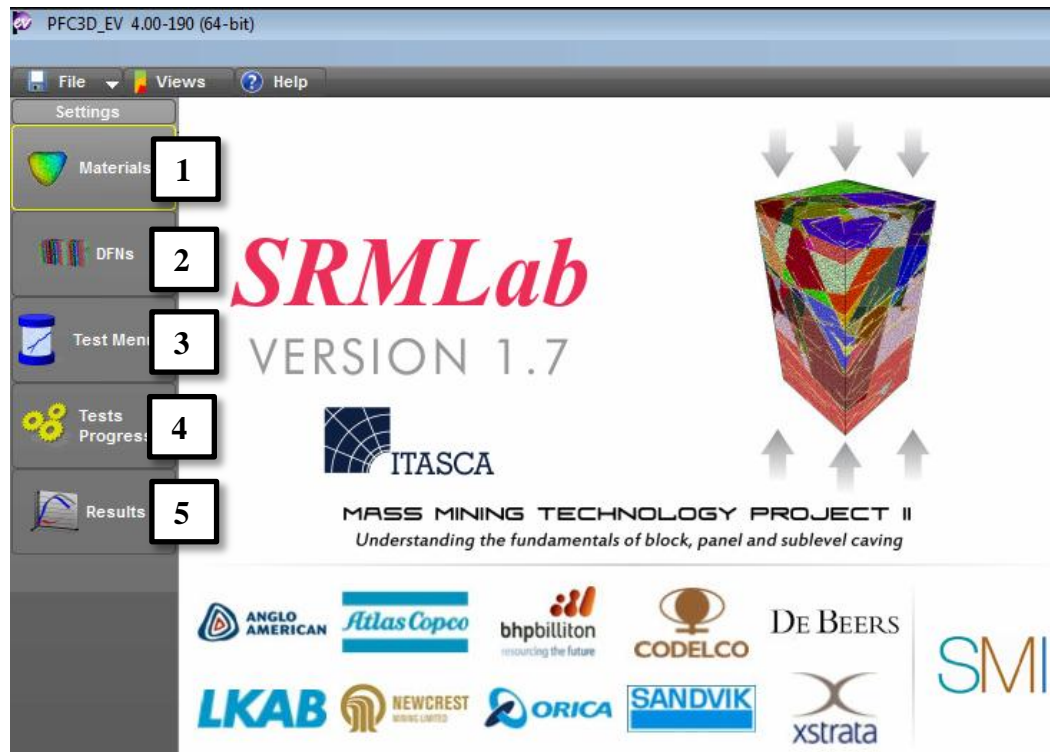 PFC3D_EV 4.00-190 (64-bit)
File Views Help
Settings
Materials 1
DFNs 2
Test Men 3
Tests
Progress 4
Results 5
SRMLab
VERSION 1.7
ITASCA
MASS MINING TECHNOLOGY PROJECT II
Understanding the fundamentals of block, panel and sublevel caving
ANGLO
AMERICAN
Atlas Copco
bhpbilliton
resourcing the future
CODELCO
DE BEERS
SMI
LKAB
NEWCREST
MINING LIMITED
ORICA
SANDVIK
xstrata